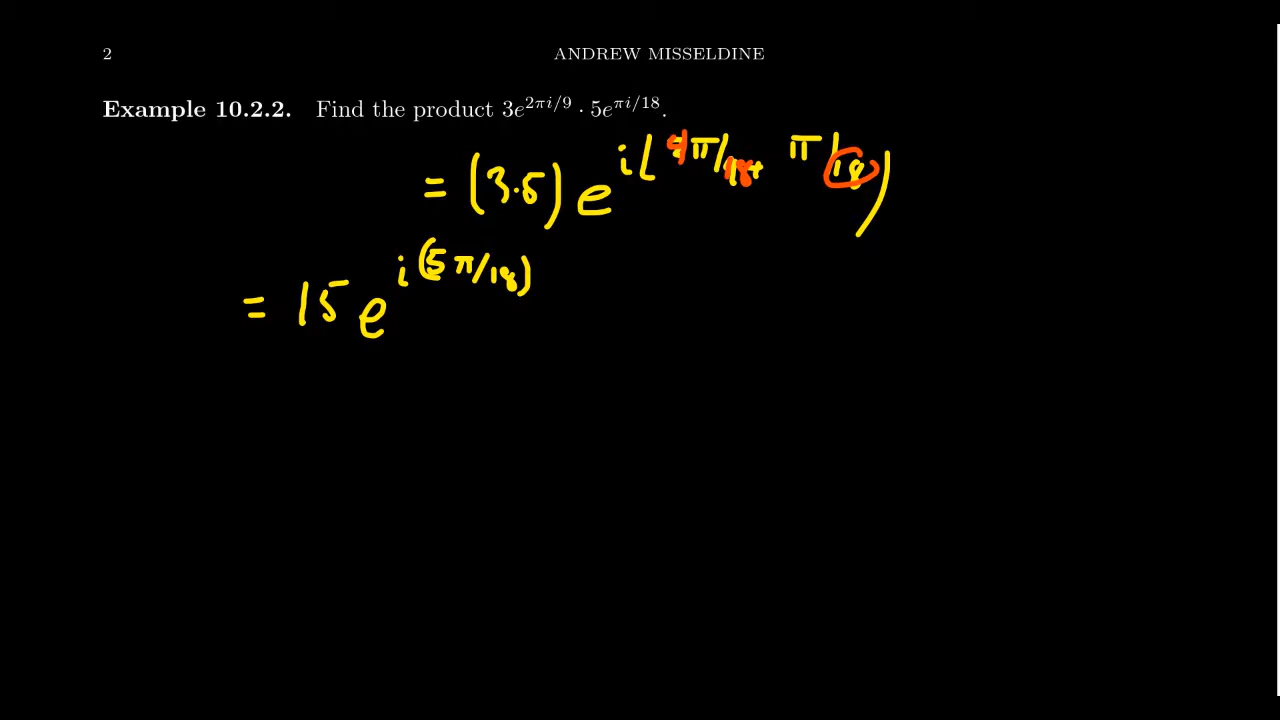 2 ANDREW MISSELDINE
Example 10.2.2. Find the product 3e^{2πi/9} · 5e^{πi/18}.
= (3·5) e^{i(4π/18 + π/18)}
= 15 e^{i(5π/18)}